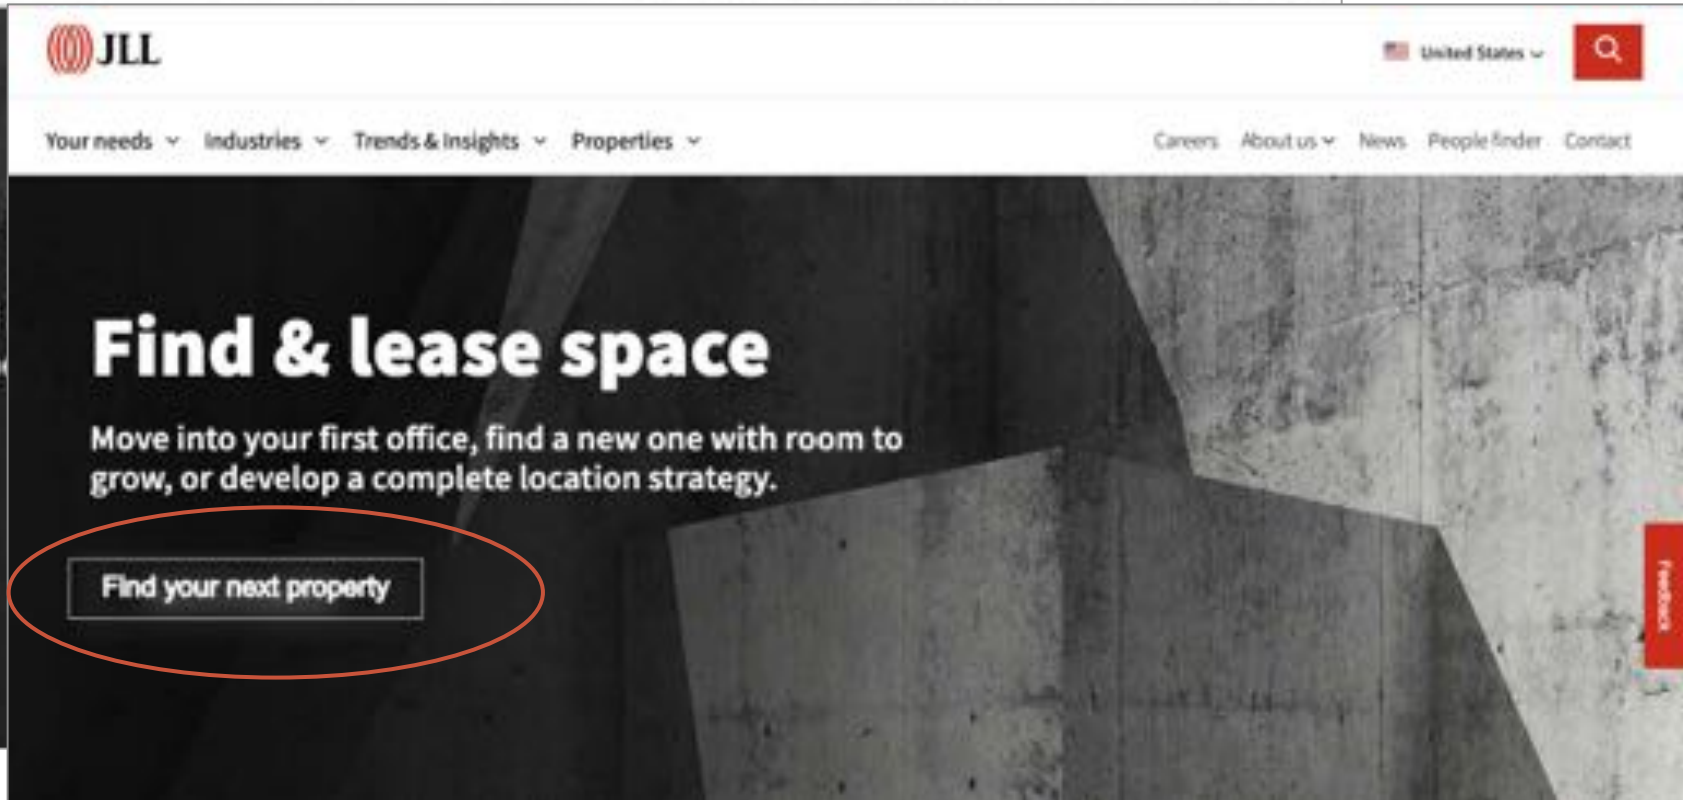 JLL
United States
Your needs Industries Trends & Insights Properties
Careers About us News People finder Contact
Find & lease space
Move into your first office, find a new one with room to
grow, or develop a complete location strategy.
Find your next property
Feedback